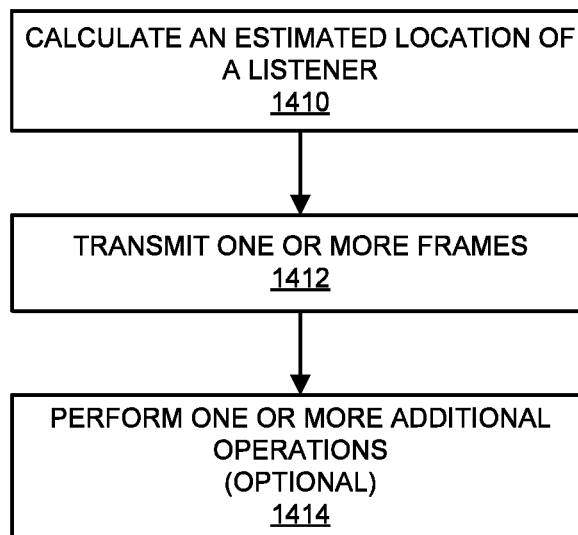 CALCULATE AN ESTIMATED LOCATION OF
A LISTENER
1410
TRANSMIT ONE OR MORE FRAMES
1412
PERFORM ONE OR MORE ADDITIONAL
OPERATIONS
(OPTIONAL)
1414